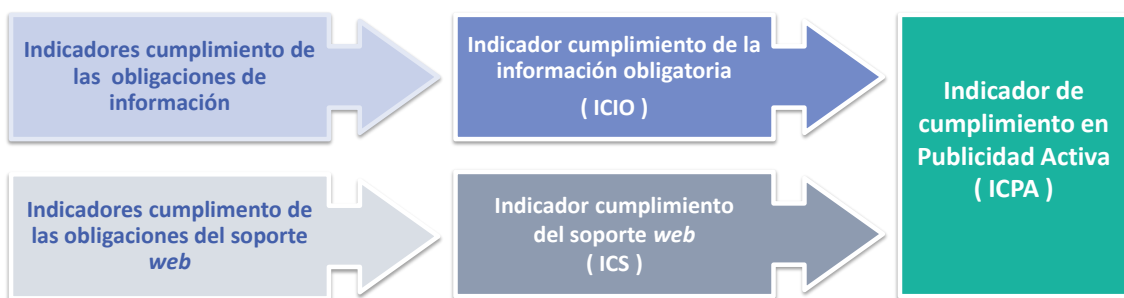 Indicadores cumplimiento de
las obligaciones de
información
Indicador cumplimiento de la
información obligatoria
( ICIO )
Indicadores cumplimento de
las obligaciones del soporte
web
Indicador cumplimiento
del soporte web
( ICS )
Indicador de
cumplimiento en
Publicidad Activa
( ICPA )